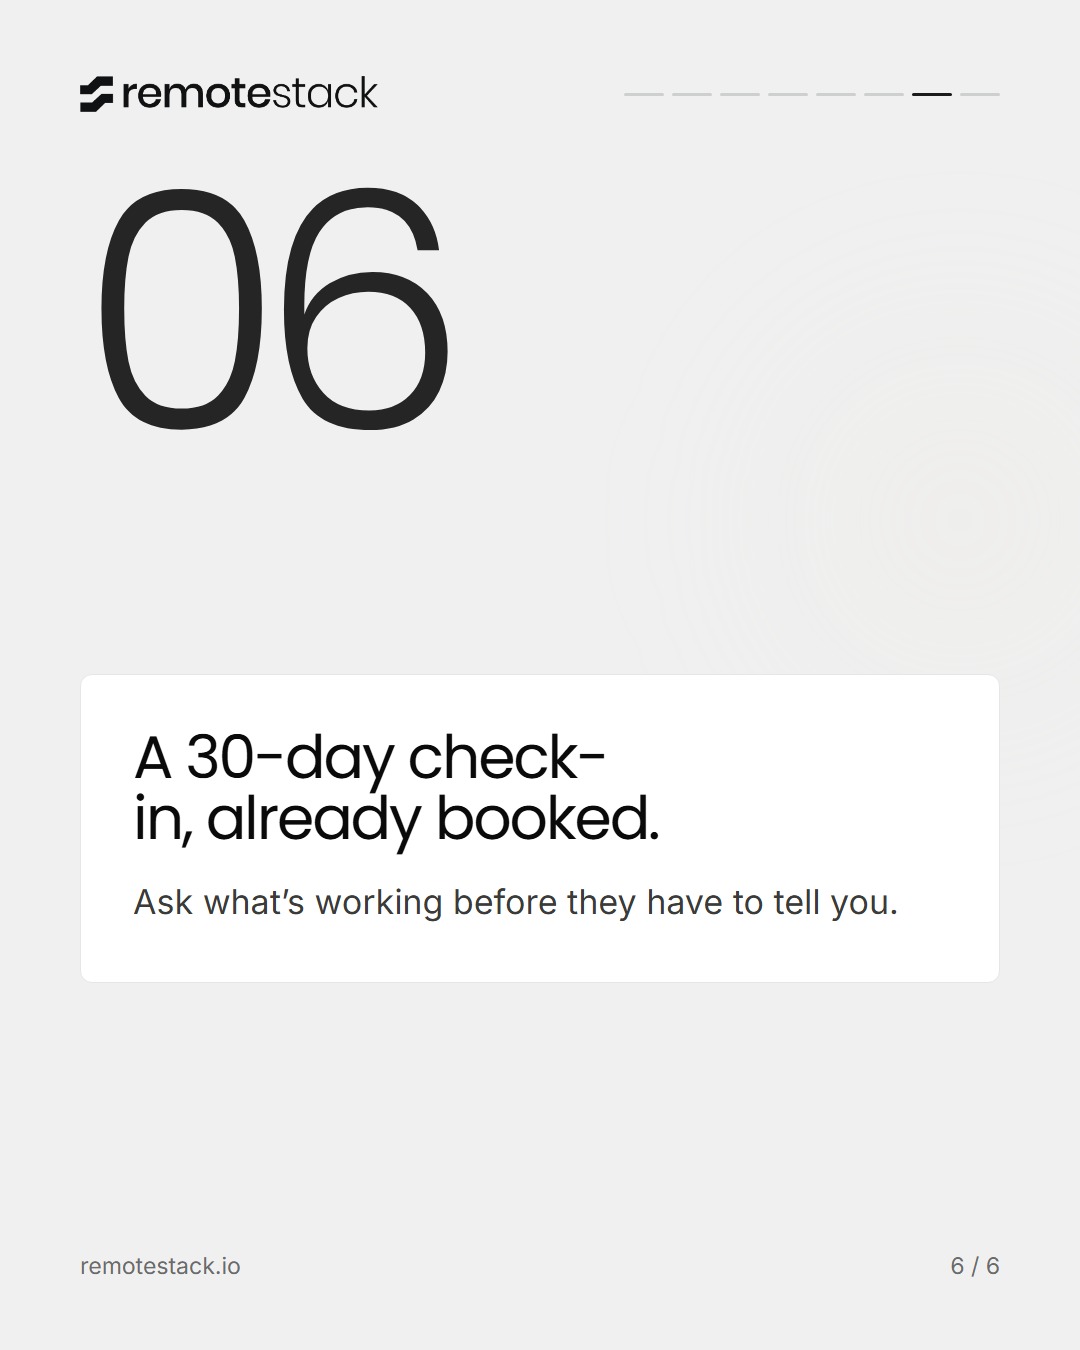 remotestack
06
A 30-day check-
in, already booked.
Ask what’s working before they have to tell you.
remotestack.io
6 / 6